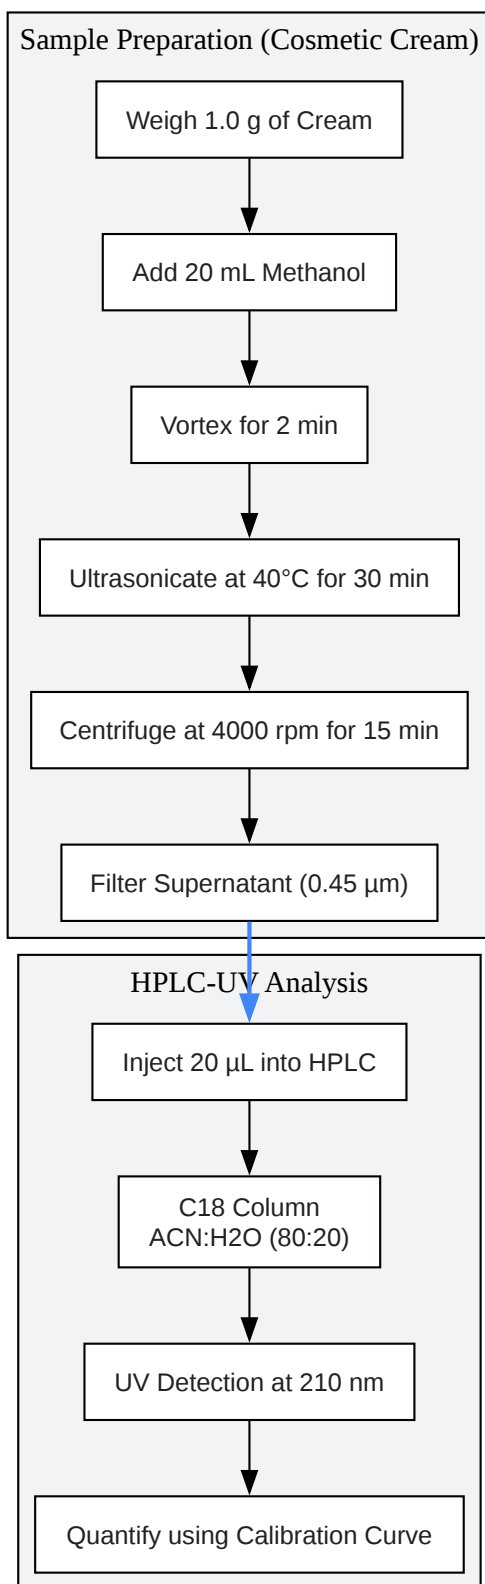 Sample Preparation (Cosmetic Cream)
Weigh 1.0 g of Cream
Add 20 mL Methanol
Vortex for 2 min
Ultrasonicate at 40°C for 30 min
Centrifuge at 4000 rpm for 15 min
Filter Supernatant (0.45 µm)
HPLC-UV Analysis
Inject 20 µL into HPLC
C18 Column
ACN:H2O (80:20)
UV Detection at 210 nm
Quantify using Calibration Curve